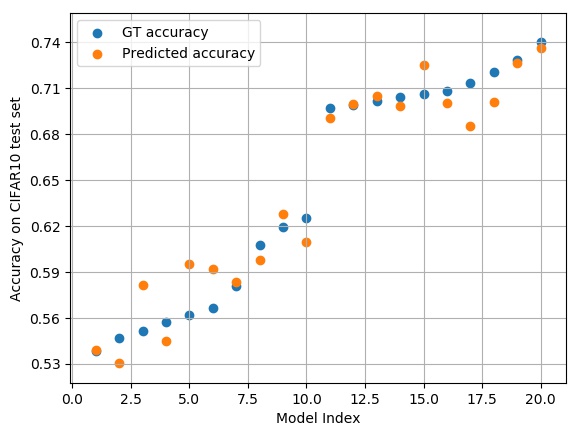 GT accuracy
Predicted accuracy
Accuracy on CIFAR10 test set
0.74
0.71
0.68
0.65
0.62
0.59
0.56
0.53
0.0 2.5 5.0 7.5 10.0 12.5 15.0 17.5 20.0
Model Index